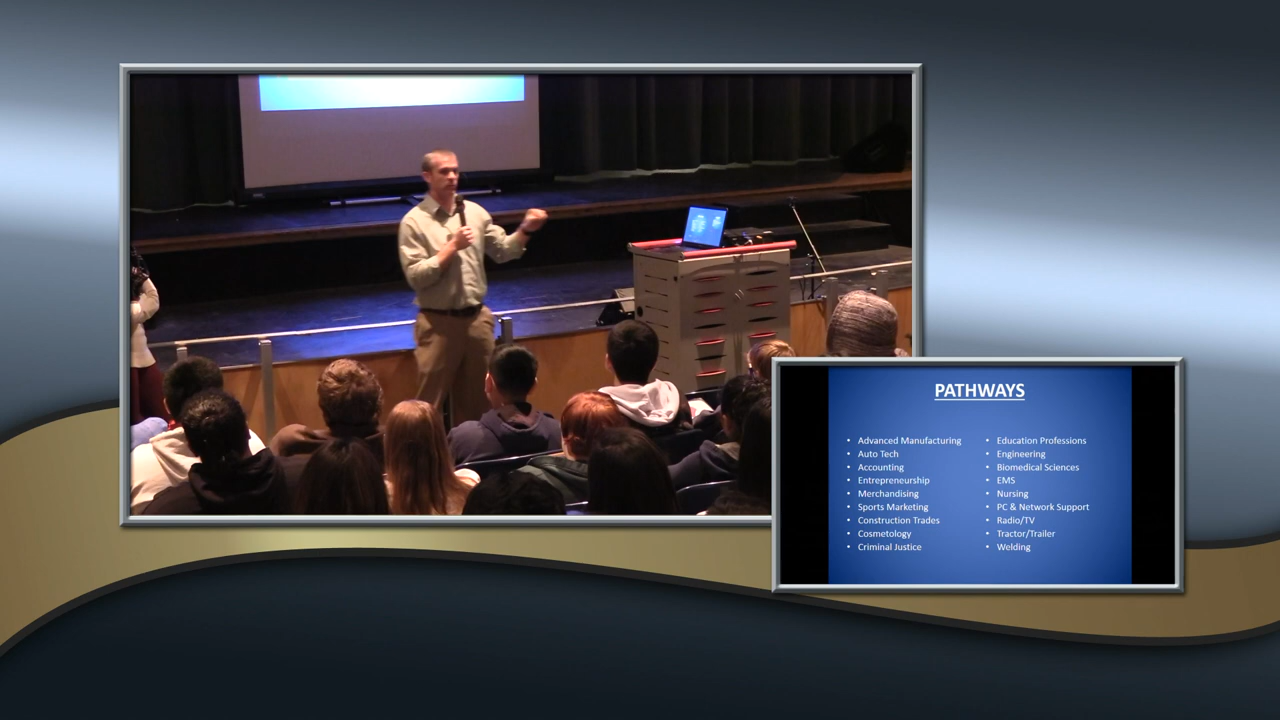 PATHWAYS
• Advanced Manufacturing
• Auto Tech
• Accounting
• Entrepreneurship
• Merchandising
• Sports Marketing
• Construction Trades
• Cosmetology
• Criminal Justice
• Education Professions
• Engineering
• Biomedical Sciences
• EMS
• Nursing
• PC & Network Support
• Radio/TV
• Tractor/Trailer
• Welding